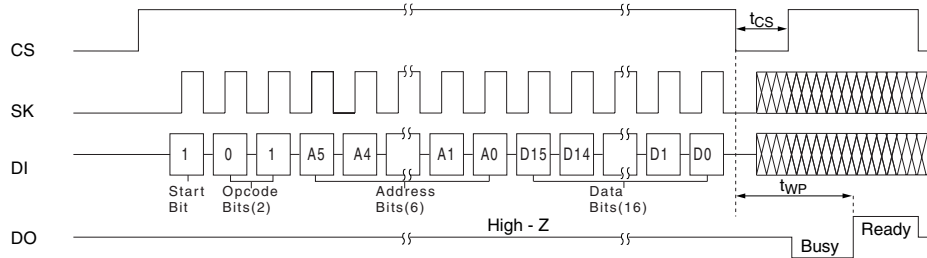 tCS
CS
SK
DI
1 0 1 A5 A4 A1 A0 D15 D14 D1 D0
Start Bit
Opcode Bits(2)
Address Bits(6)
Data Bits(16)
tWP
DO
High - Z
Busy
Ready